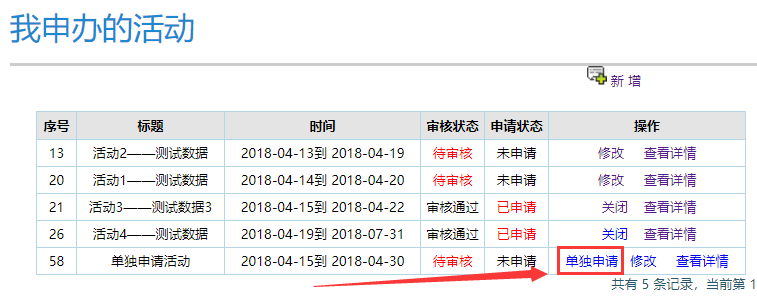 我申办的活动
新 增
序号 标题 时间 审核状态 申请状态 操作
13 活动2——测试数据 2018-04-13到 2018-04-19 待审核 未申请 修改 查看详情
20 活动1——测试数据 2018-04-14到 2018-04-20 待审核 未申请 修改 查看详情
21 活动3——测试数据3 2018-04-15到 2018-04-22 审核通过 已申请 关闭 查看详情
26 活动4——测试数据 2018-04-19到 2018-07-31 审核通过 已申请 关闭 查看详情
58 单独申请活动 2018-04-15到 2018-04-30 待审核 未申请 单独申请 修改 查看详情
共有 5 条记录，当前第 1